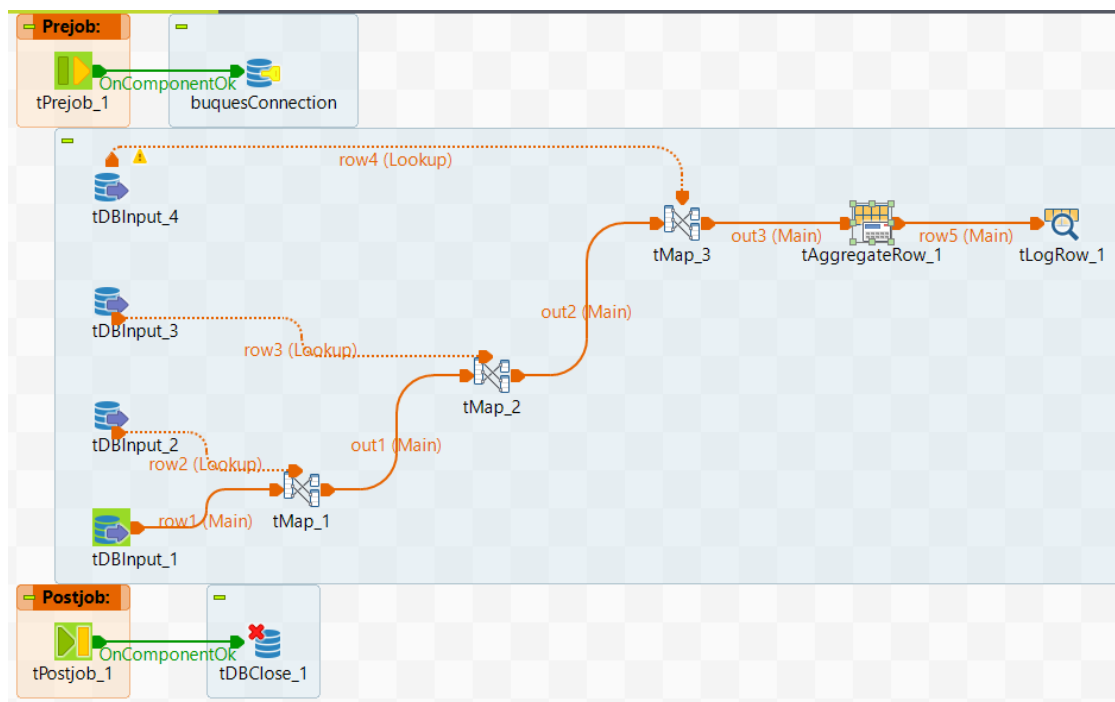 Prejob:
OnComponentOk
tPrejob_1
buquesConnection
row4 (Lookup)
tDBInput_4
out3 (Main)
row5 (Main)
tMap_3
tAggregateRow_1
tLogRow_1
out2 (Main)
tDBInput_3
row3 (Lookup)
tMap_2
tDBInput_2
out1 (Main)
row2 (Lookup)
row1 (Main)
tMap_1
tDBInput_1
Postjob:
OnComponentOk
tPostjob_1
tDBClose_1